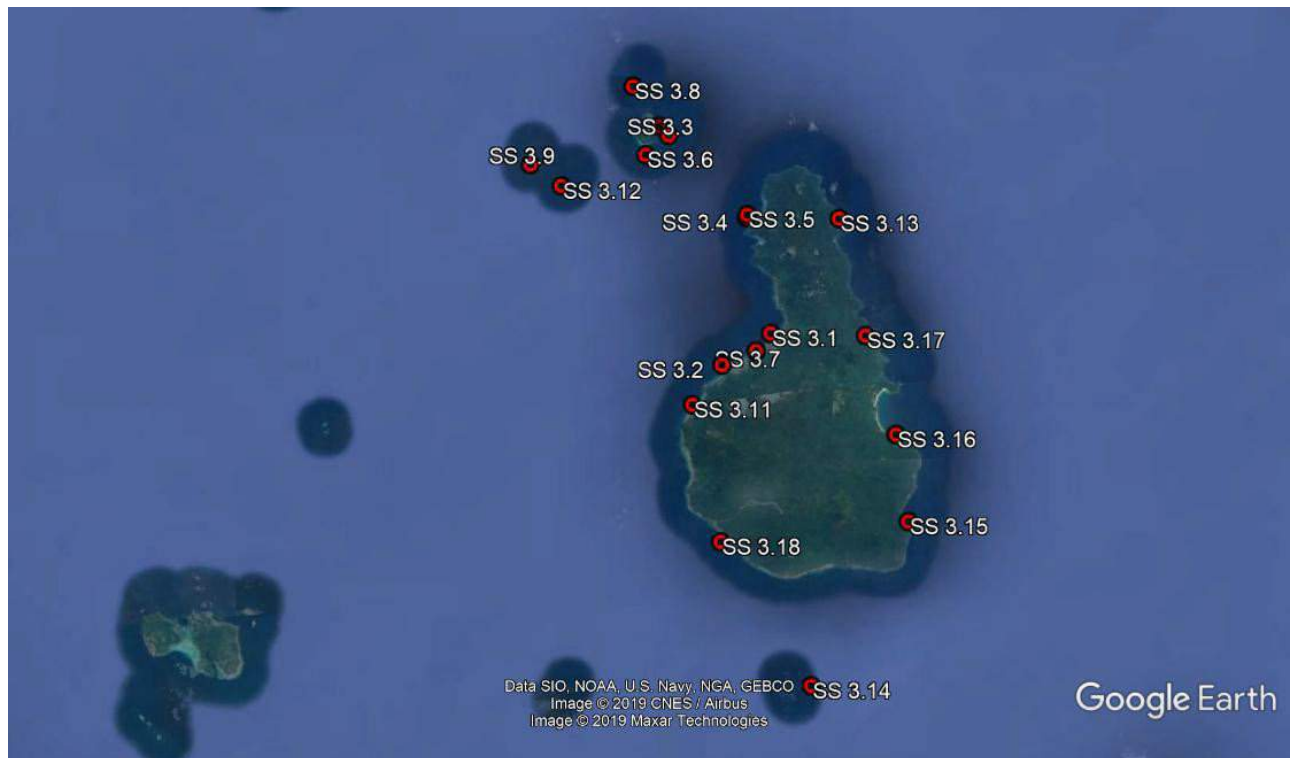 SS 3.8
SS 3.3
SS 3.9
SS 3.6
SS 3.12
SS 3.4
SS 3.5
SS 3.13
SS 3.1
SS 3.17
SS 3.7
SS 3.2
SS 3.11
SS 3.16
SS 3.15
SS 3.18
Data SIO, NOAA, U.S. Navy, NGA, GEBCO
SS 3.14
Image © 2019 CNES / Airbus
Image © 2019 Maxar Technologies
Google Earth